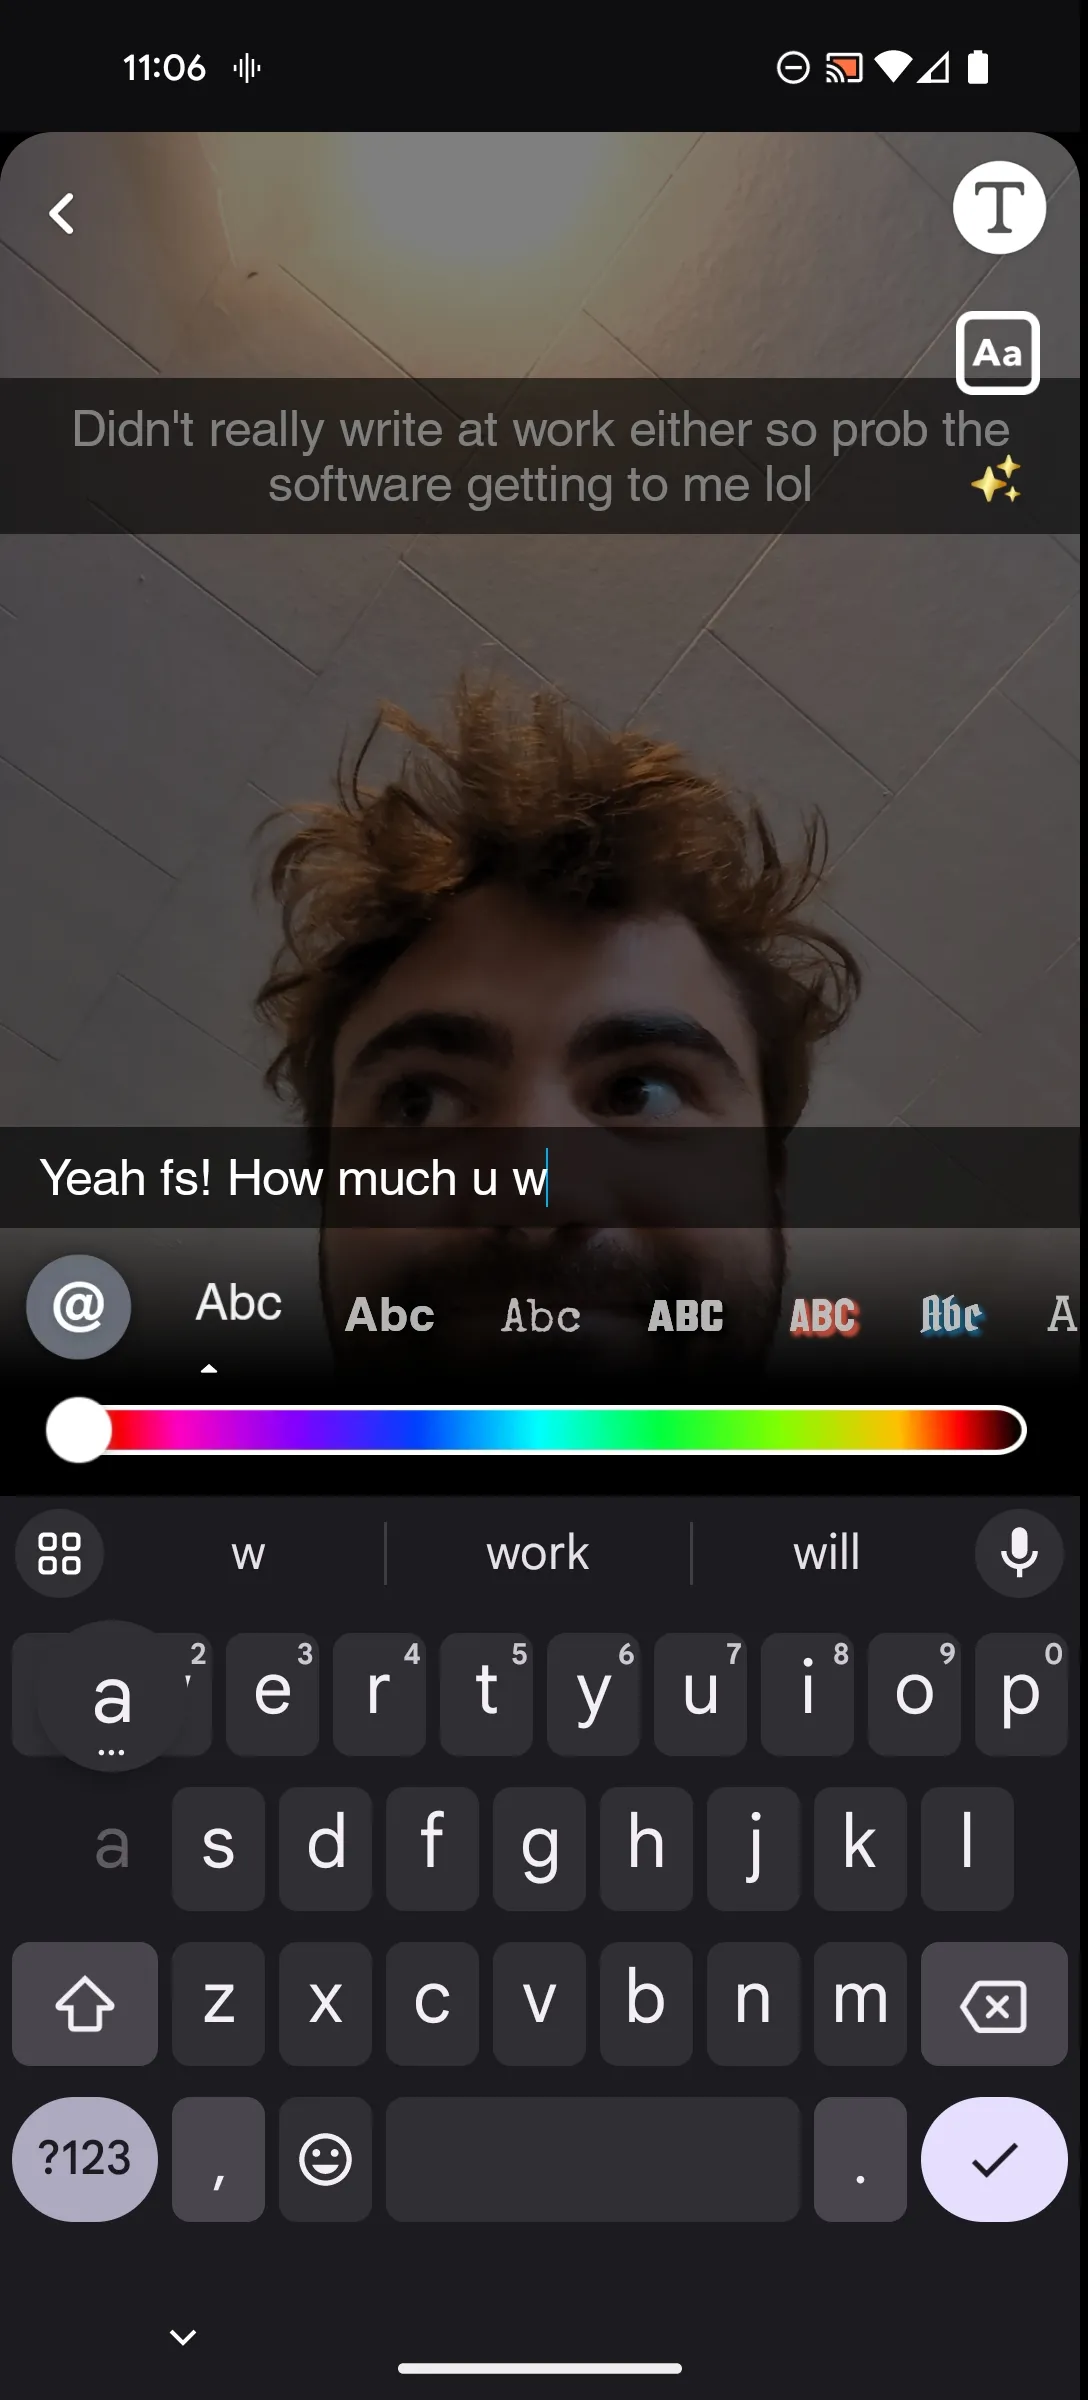 11:06
T
Aa
Didn't really write at work either so prob the
software getting to me lol
Yeah fs! How much u w
@ Abc Abc Abc ABC ABC Abc A
w work will
a 2 e 3 r 4 t 5 y 6 u 7 i 8 o 9 p 0
a s d f g h j k l
z x c v b n m
?123 , .